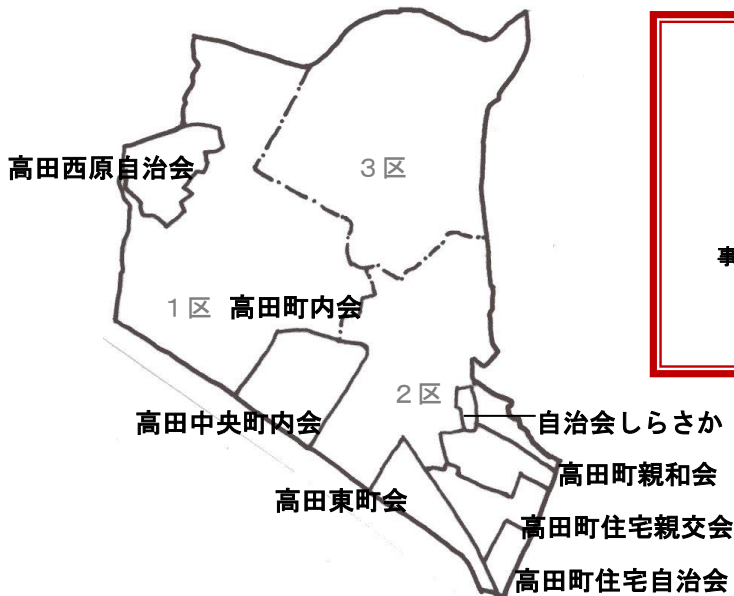 高田西原自治会
3区
事
1区
高田町内会
2区
高田中央町内会
自治会しらさか
高田町親和会
高田東町会
高田町住宅親交会
高田町住宅自治会